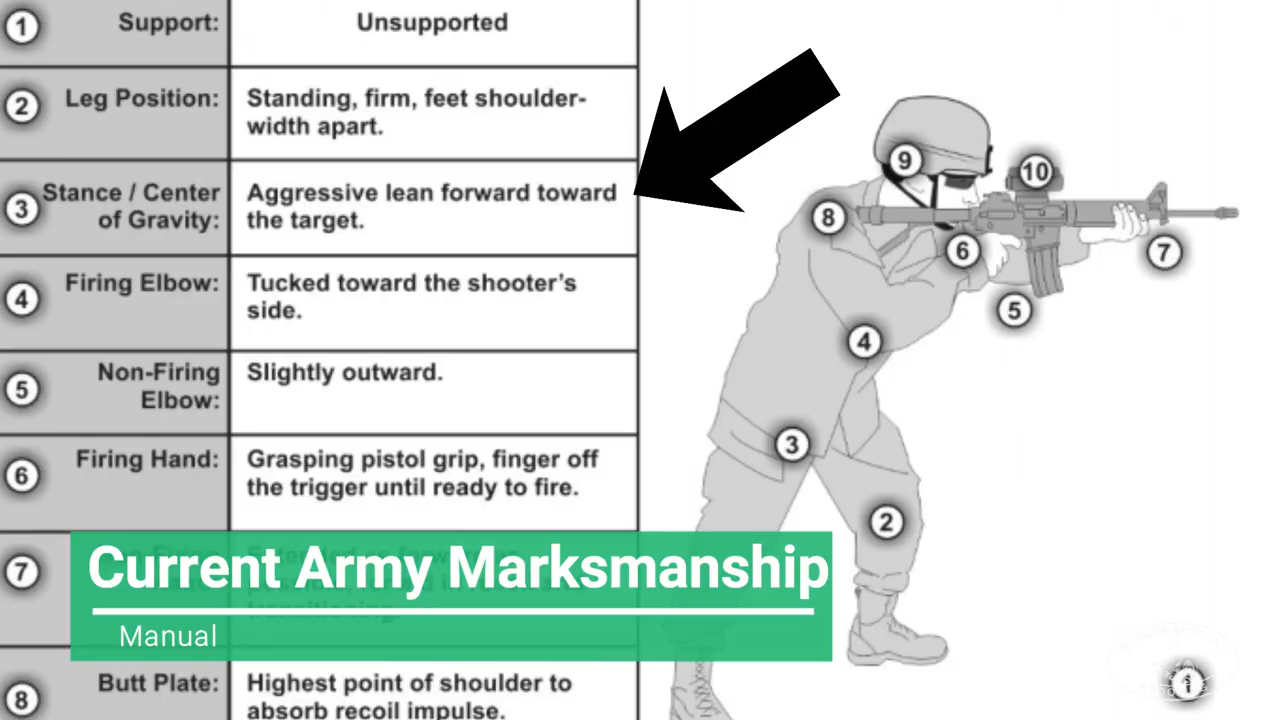 1 Support: Unsupported
2 Leg Position: Standing, firm, feet shoulder-
width apart.
3 Stance / Center Aggressive lean forward toward
of Gravity: the target.
4 Firing Elbow: Tucked toward the shooter's
side.
5 Non-Firing Slightly outward.
Elbow:
6 Firing Hand: Grasping pistol grip, finger off
the trigger until ready to fire.
7
Current Army Marksmanship
Manual
8 Butt Plate: Highest point of shoulder to
absorb recoil impulse.
9
10
8
6
7
5
4
3
2
1